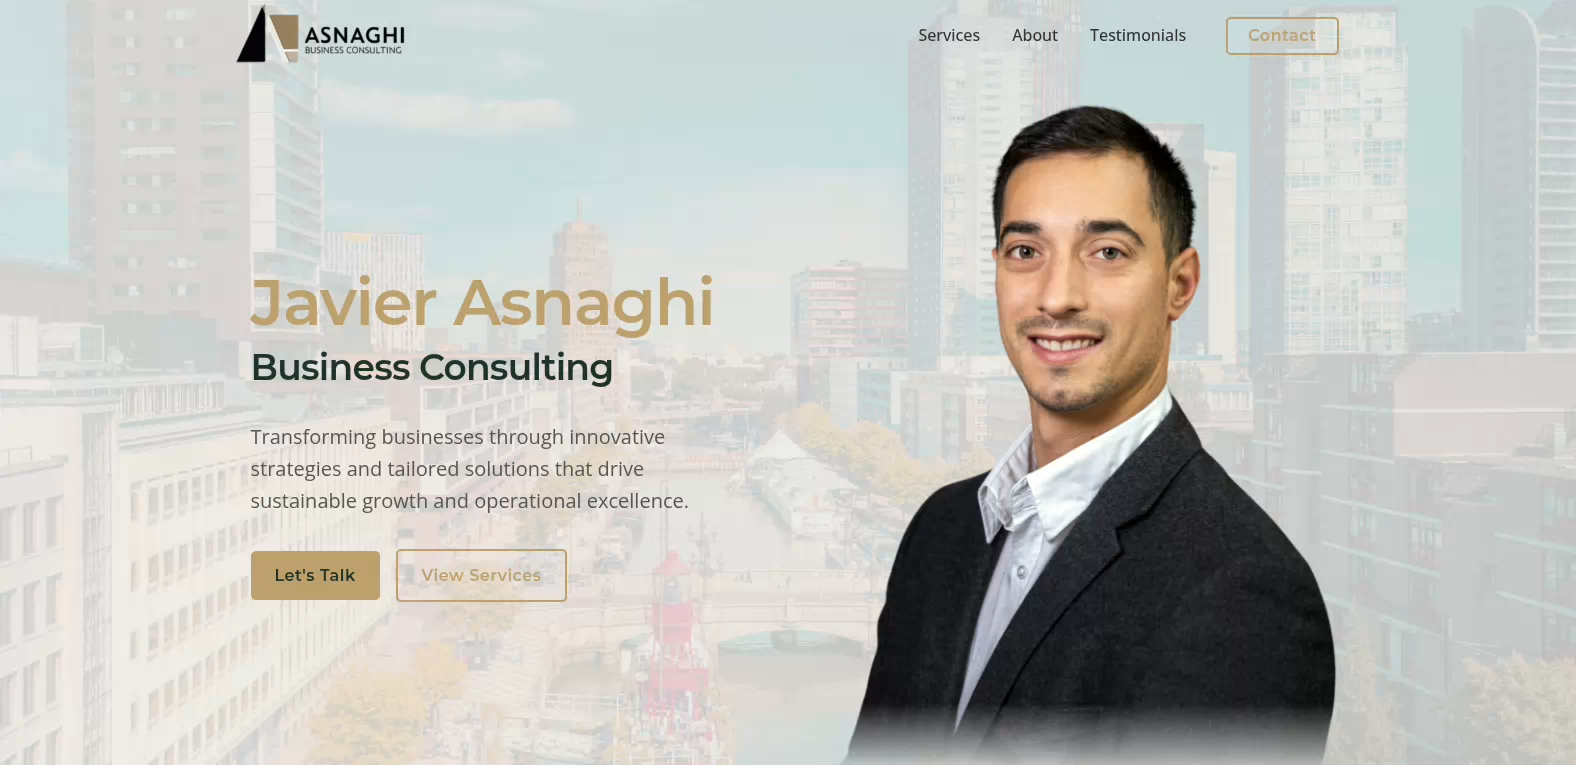 ASNAGHI
BUSINESS CONSULTING
Services
About
Testimonials
Contact
Javier Asnaghi
Business Consulting
Transforming businesses through innovative
strategies and tailored solutions that drive
sustainable growth and operational excellence.
Let's Talk
View Services